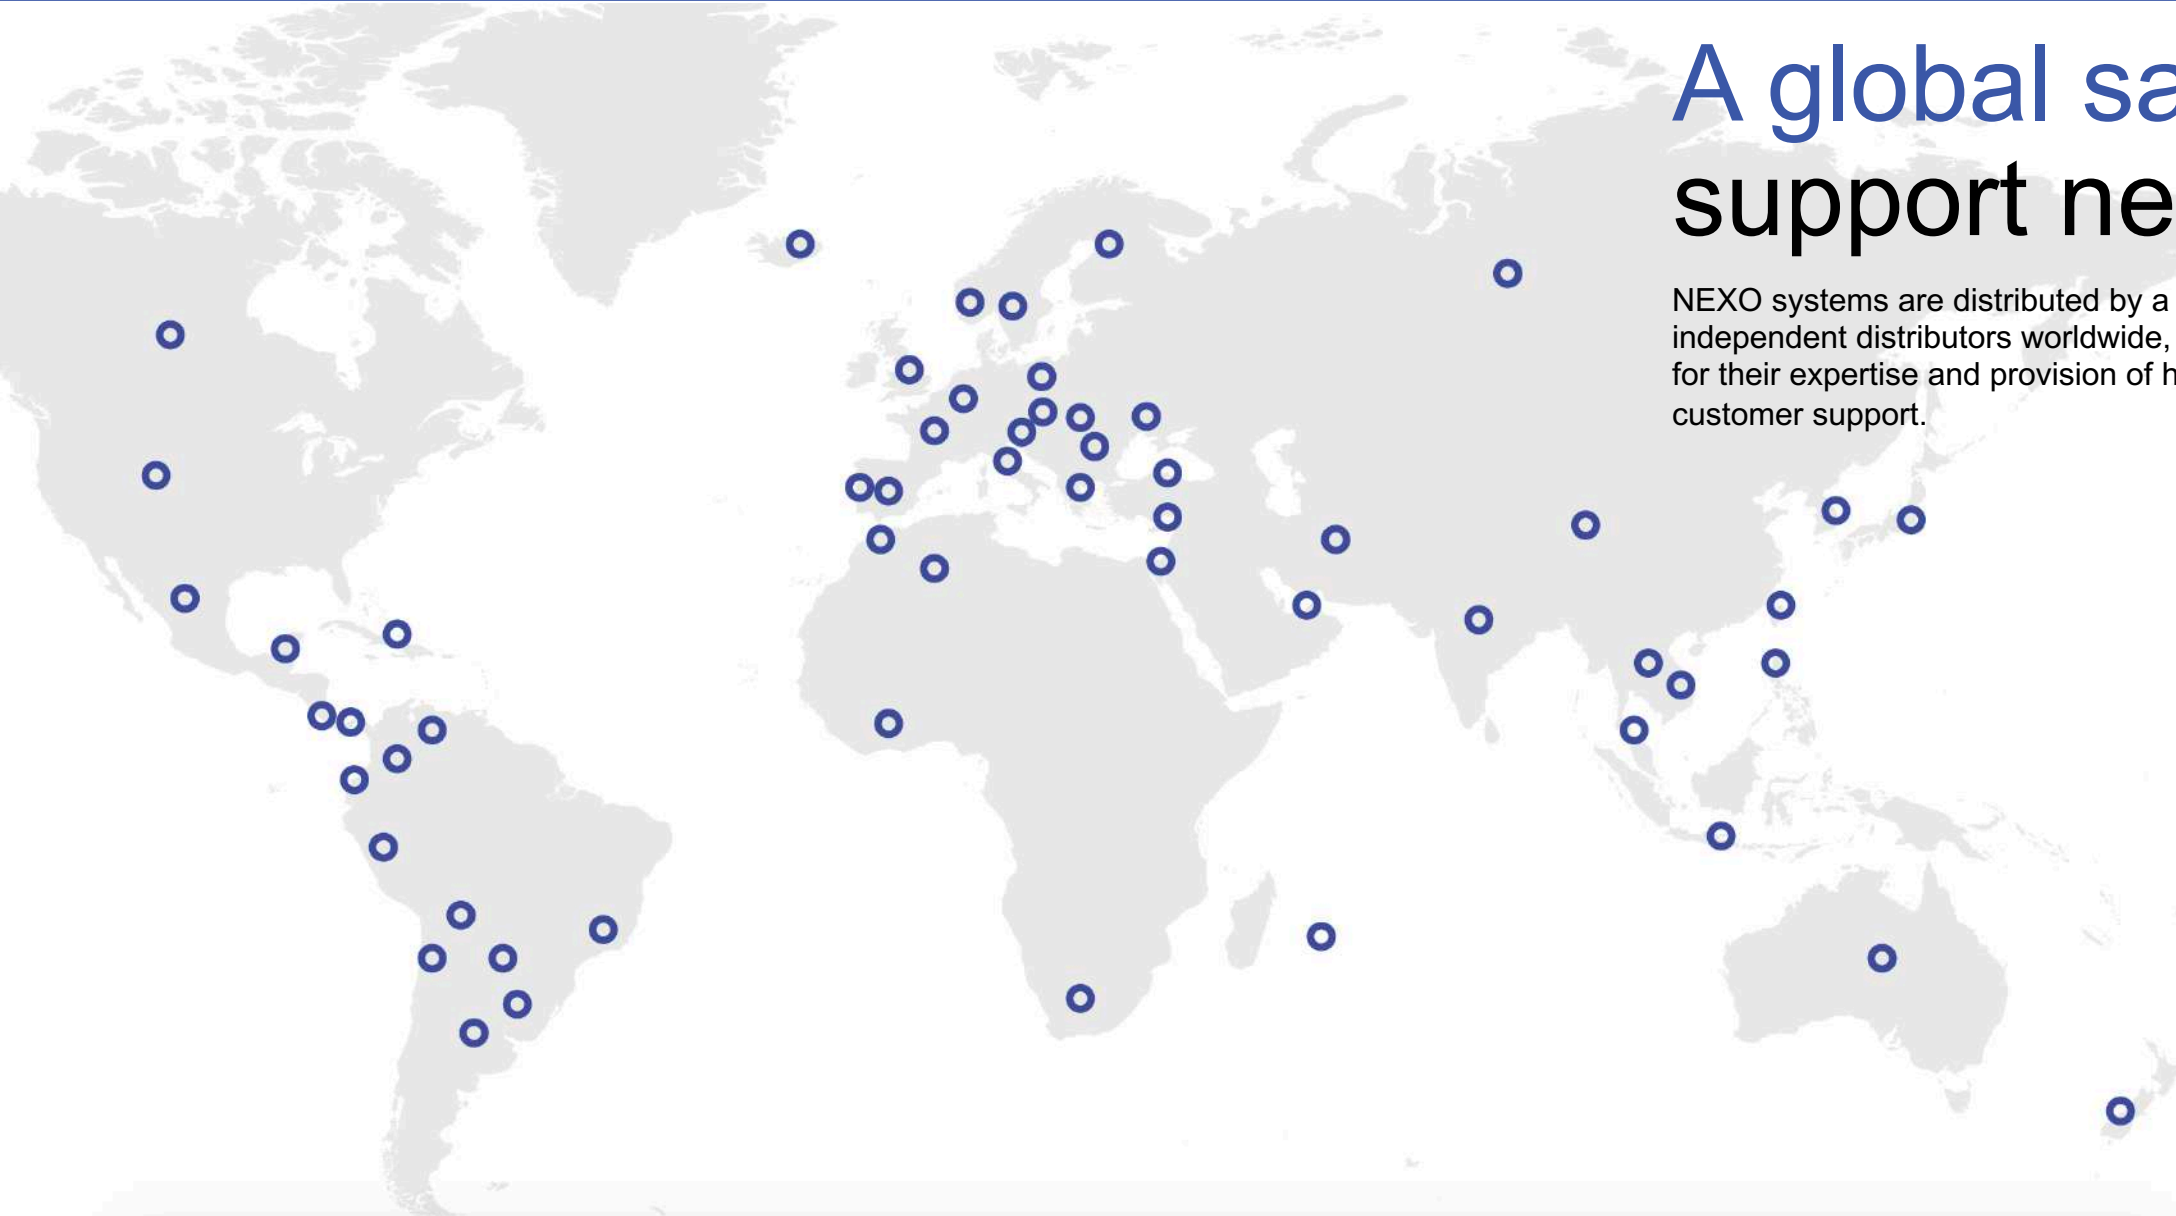 A global sa
support ne
NEXO systems are distributed by a
independent distributors worldwide,
for their expertise and provision of h
customer support.